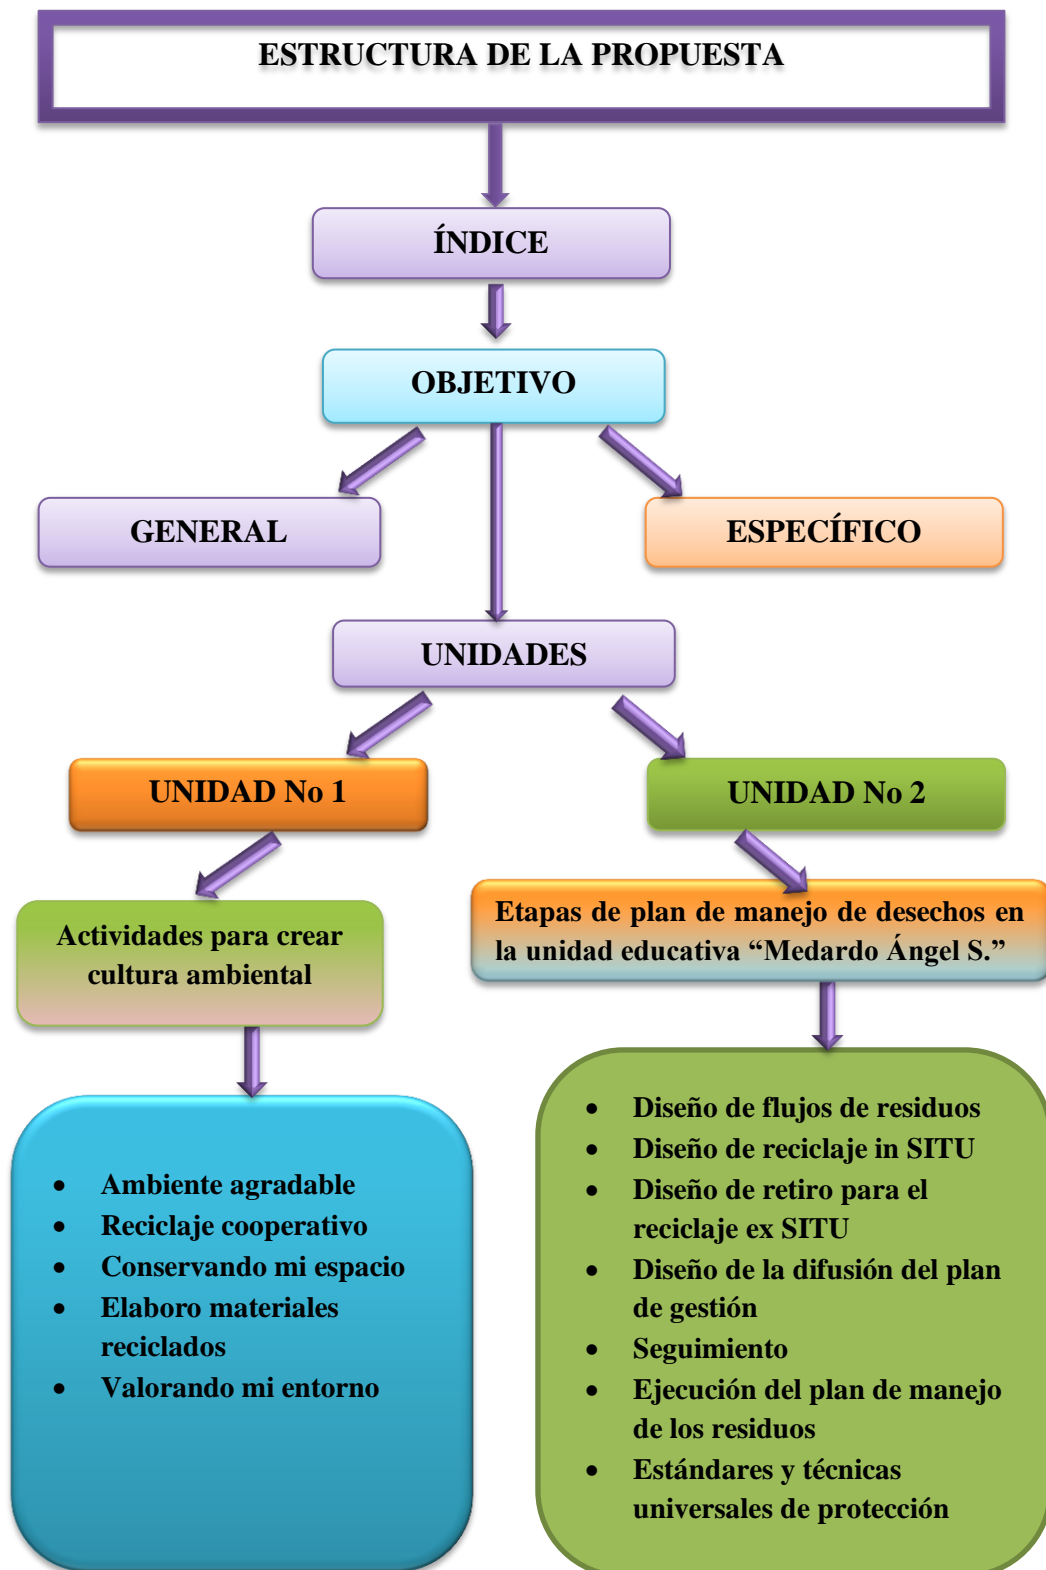 ESTRUCTURA DE LA PROPUESTA
ÍNDICE
OBJETIVO
GENERAL
ESPECÍFICO
UNIDADES
UNIDAD No 1
UNIDAD No 2
Actividades para crear
cultura ambiental
Etapas de plan de manejo de desechos en
la unidad educativa “Medardo Ángel S.”
• Ambiente agradable
• Reciclaje cooperativo
• Conservando mi espacio
• Elaboro materiales
reciclados
• Valorando mi entorno
• Diseño de flujos de residuos
• Diseño de reciclaje in SITU
• Diseño de retiro para el
reciclaje ex SITU
• Diseño de la difusión del plan
de gestión
• Seguimiento
• Ejecución del plan de manejo
de los residuos
• Estándares y técnicas
universales de protección